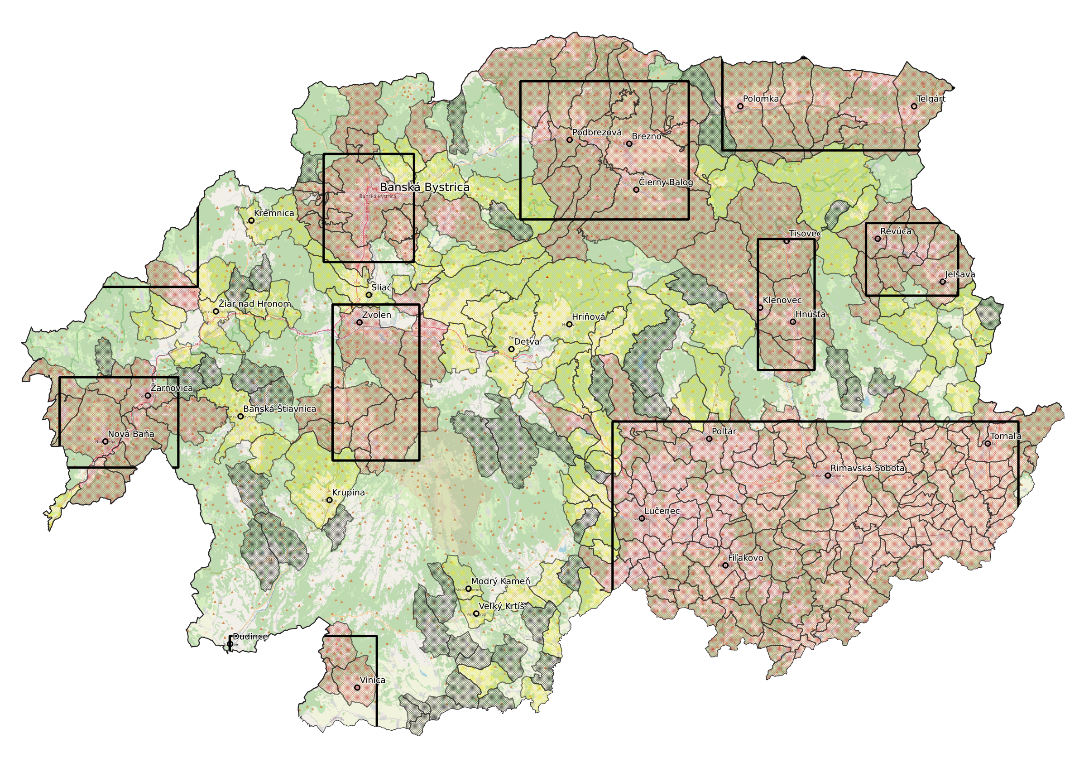 Polomka
Telgárt
Podbrezová
Brezno
Čierny Balog
Banská Bystrica
Kremnica
Tisovec
Revúca
Jelšava
Sliač
Žiar nad Hronom
Zvolen
Klenovec
Hnúšťa
Hriňová
Detva
Žarnovica
Banská Štiavnica
Nová Baňa
Poltár
Tornaľa
Rimavská Sobota
Krupina
Lučenec
Fiľakovo
Modrý Kameň
Veľký Krtíš
Dudince
Vinica